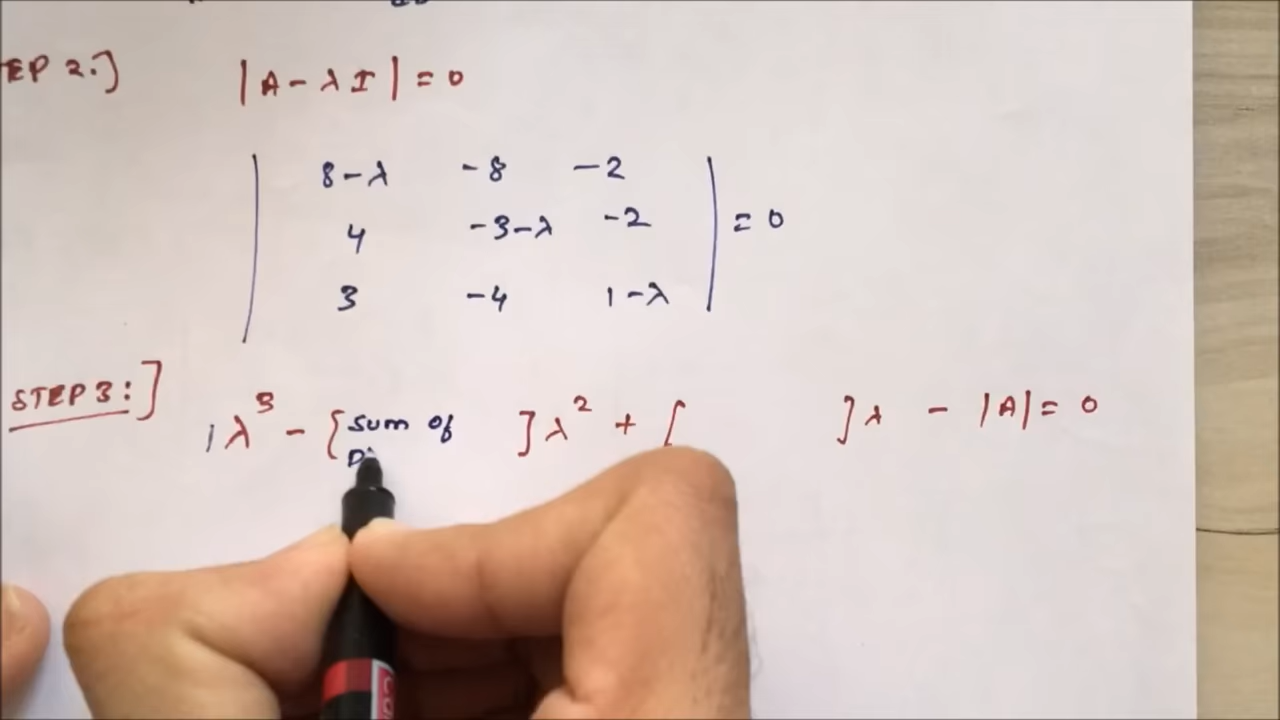 EP 2:]
|A - λI| = 0
8-λ -8 -2
4 -3-λ -2 = 0
3 -4 1-λ
STEP 3:]
1λ³ - [sum of ]λ² + [ ]λ - |A| = 0